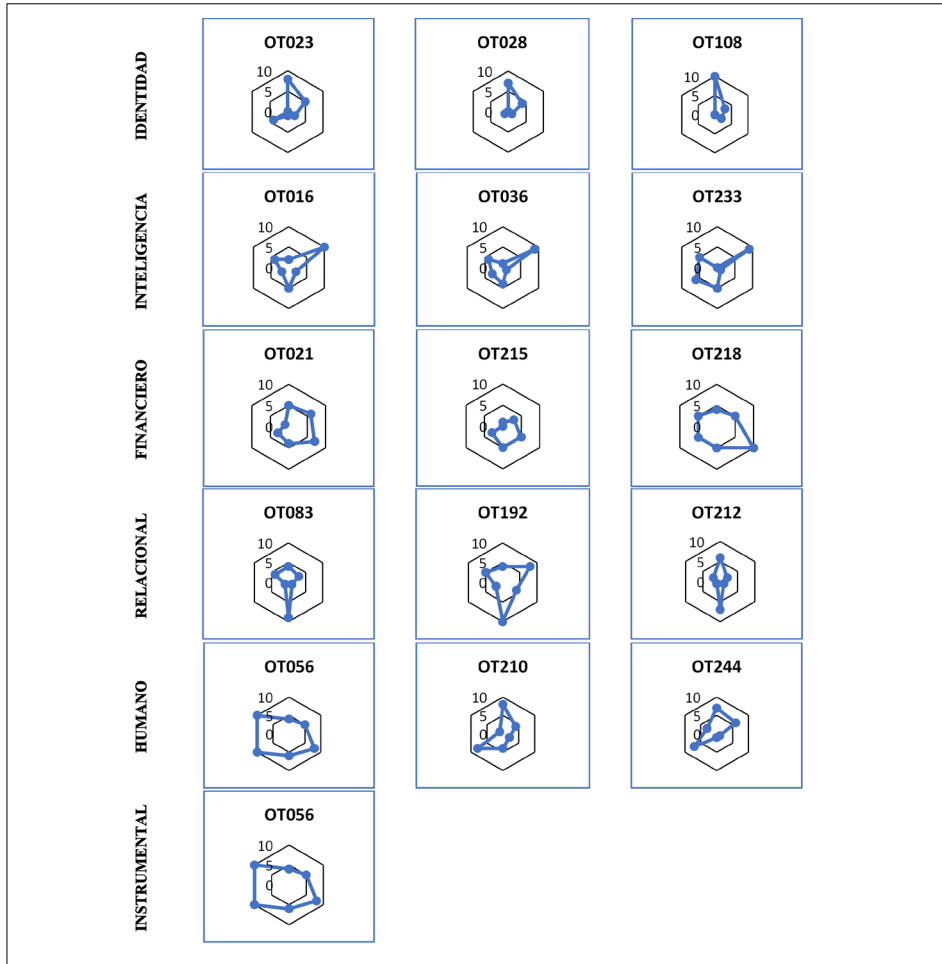 IDENTIDAD
OT023
10
5
0
OT028
10
5
0
OT108
10
5
0
INTELIGENCIA
OT016
10
5
0
OT036
10
5
0
OT233
10
5
0
FINANCIERO
OT021
10
5
0
OT215
10
5
0
OT218
10
5
0
RELACIONAL
OT083
10
5
0
OT192
10
5
0
OT212
10
5
0
HUMANO
OT056
10
5
0
OT210
10
5
0
OT244
10
5
0
INSTRUMENTAL
OT056
10
5
0